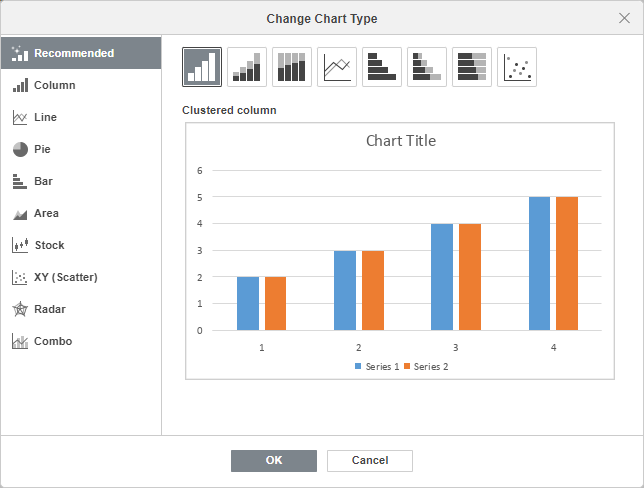 Change Chart Type
Recommended
Column
Line
Pie
Bar
Area
Stock
XY (Scatter)
Radar
Combo
Clustered column
Chart Title
6
5
4
3
2
1
0
1 2 3 4
Series 1 Series 2
OK Cancel